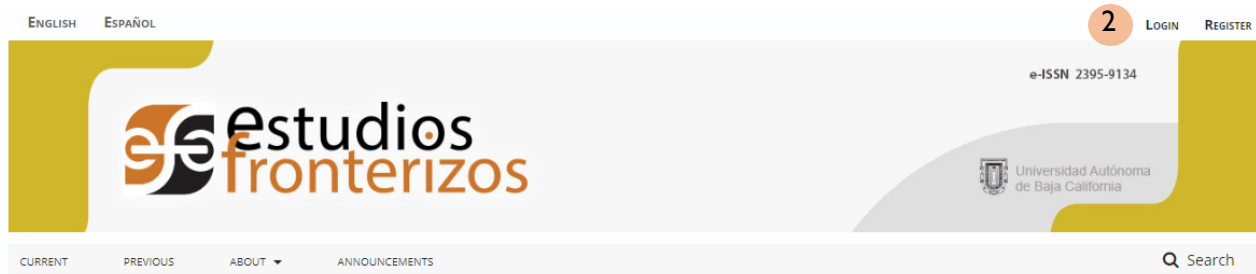 English Español 2 Login Register
e-ISSN 2395-9134
efs estudios
fronterizos
Universidad Autónoma
de Baja California
CURRENT PREVIOUS ABOUT ANNOUNCEMENTS Search